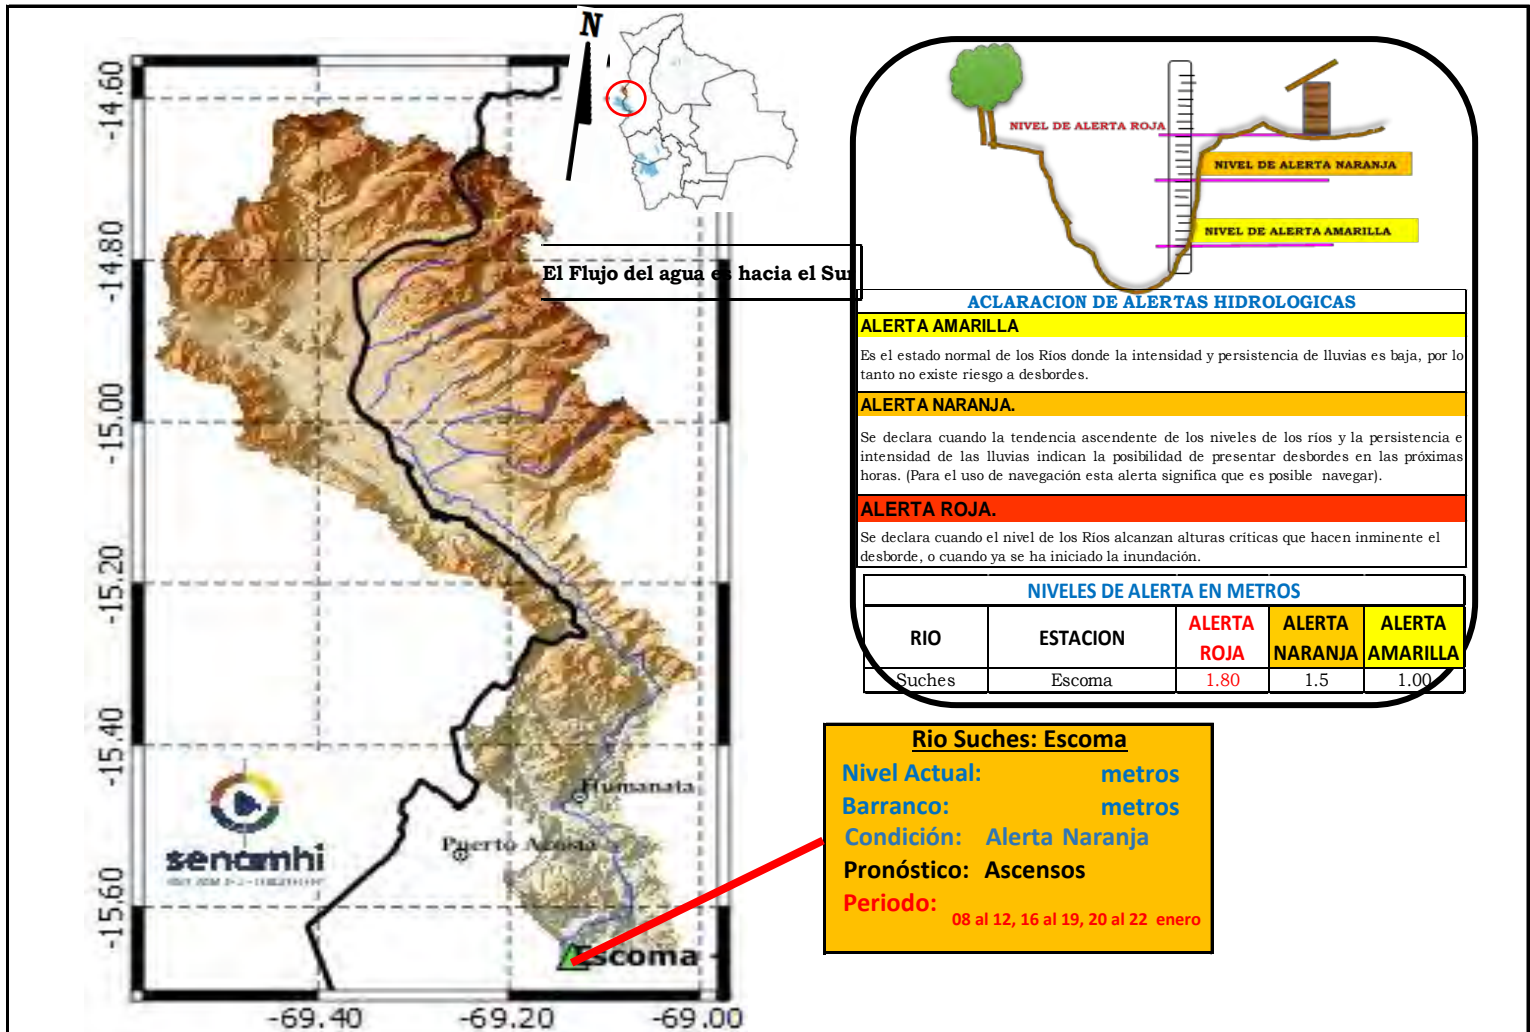 N
-14.60
-14.80
-15.00
-15.20
-15.40
-15.60
-69.40
-69.20
-69.00
El Flujo del agua es hacia el Sur
Humanata
Puerto Acosta
Escoma
senamhi
NIVEL DE ALERTA ROJA
NIVEL DE ALERTA NARANJA
NIVEL DE ALERTA AMARILLA
ACLARACION DE ALERTAS HIDROLOGICAS
ALERTA AMARILLA
Es el estado normal de los Ríos donde la intensidad y persistencia de lluvias es baja, por lo
tanto no existe riesgo a desbordes.
ALERTA NARANJA.
Se declara cuando la tendencia ascendente de los niveles de los ríos y la persistencia e
intensidad de las lluvias indican la posibilidad de presentar desbordes en las próximas
horas. (Para el uso de navegación esta alerta significa que es posible navegar).
ALERTA ROJA.
Se declara cuando el nivel de los Ríos alcanzan alturas críticas que hacen inminente el
desborde, o cuando ya se ha iniciado la inundación.
NIVELES DE ALERTA EN METROS
RIO ESTACION ALERTA ROJA ALERTA NARANJA ALERTA AMARILLA
Suches Escoma 1.80 1.5 1.00
Rio Suches: Escoma
Nivel Actual: metros
Barranco: metros
Condición: Alerta Naranja
Pronóstico: Ascensos
Periodo:
08 al 12, 16 al 19, 20 al 22 enero